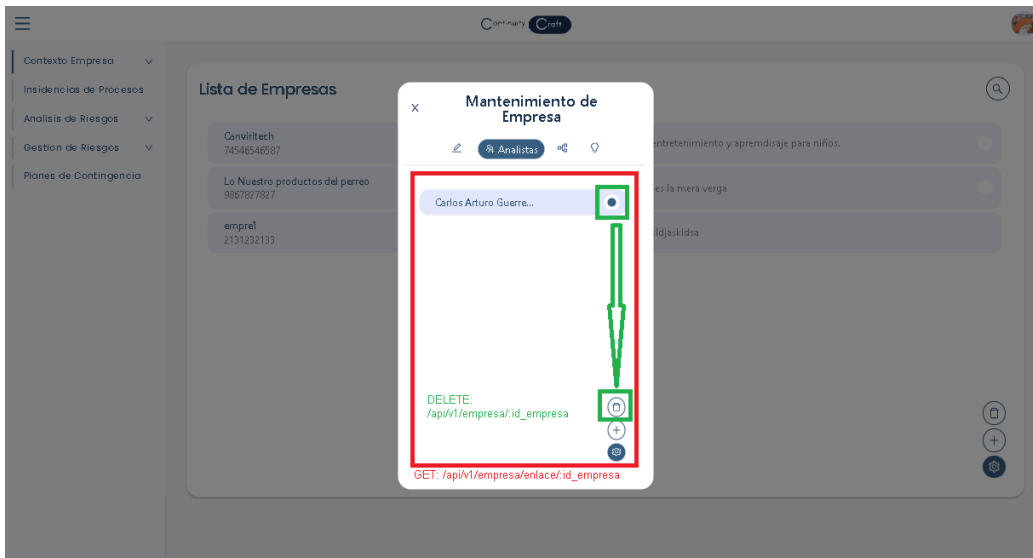 Continuity Craft
Contexto Empresa
Insidencias de Procesos
Analisis de Riesgos
Gestion de Riesgos
Planes de Contingencia
Lista de Empresas
Canviritech
74546546587
entretenimiento y apremdisaje para niños.
Lo Nuestro productos del perreo
9867827827
es la mera verga
empre1
2131232133
ldjaskldsa
X
Mantenimiento de
Empresa
Analistas
Carlos Arturo Guerre...
DELETE:
/api/v1/empresa/:id_empresa
GET: /api/v1/empresa/enlace/:id_empresa